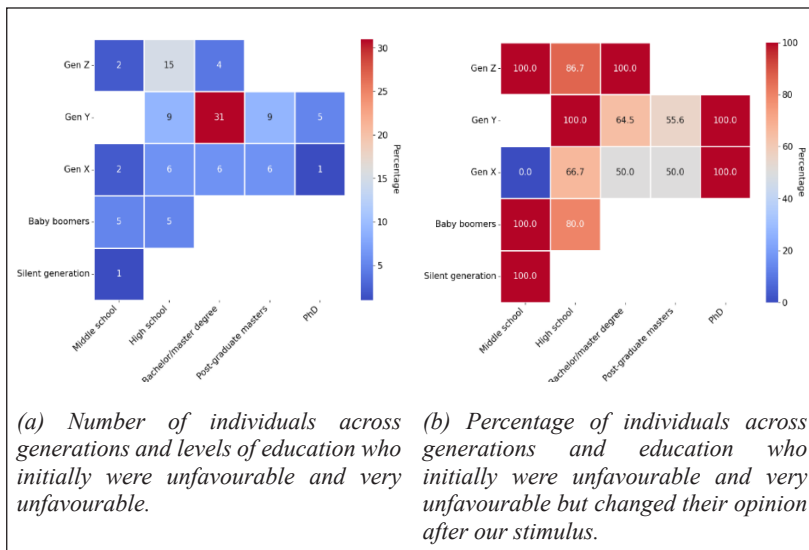 Gen Z
2
15
4
Gen Y
9
31
9
5
Gen X
2
6
6
6
1
Baby boomers
5
5
Silent generation
1
Middle school
High school
Bachelor/master degree
Post-graduate masters
PhD
30
25
20
15
10
5
Percentage
Gen Z
100.0
86.7
100.0
Gen Y
100.0
64.5
55.6
100.0
Gen X
0.0
66.7
50.0
50.0
100.0
Baby boomers
100.0
80.0
Silent generation
100.0
Middle school
High school
Bachelor/master degree
Post-graduate masters
PhD
100
80
60
40
20
0
Percentage
(a) Number of individuals across
generations and levels of education who
initially were unfavourable and very
unfavourable.
(b) Percentage of individuals across
generations and education who
initially were unfavourable and very
unfavourable but changed their opinion
after our stimulus.